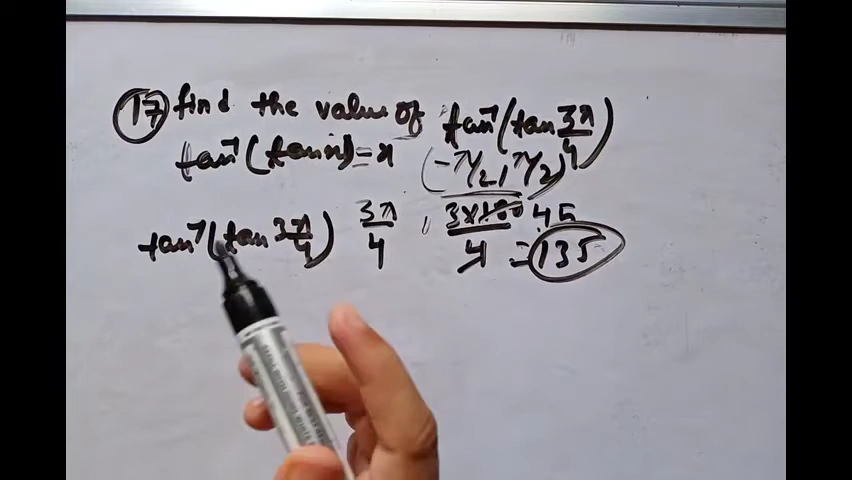 17 find the value of tan⁻¹(tan 3π/4)
tan⁻¹(tan x) = x (-π/2, π/2)
tan⁻¹(tan 3π/4) 3π/4, 3×180/4 45 = 135